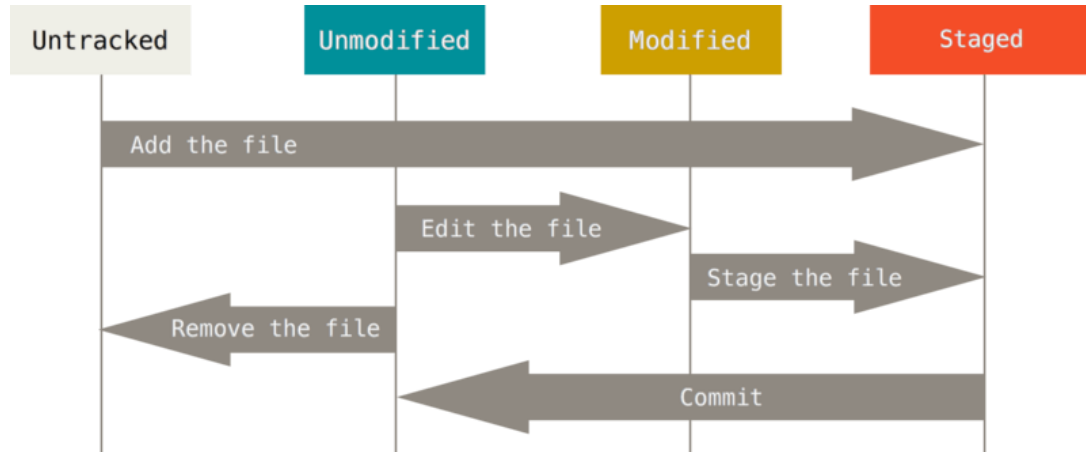 Untracked
Unmodified
Modified
Staged
Add the file
Edit the file
Stage the file
Remove the file
Commit